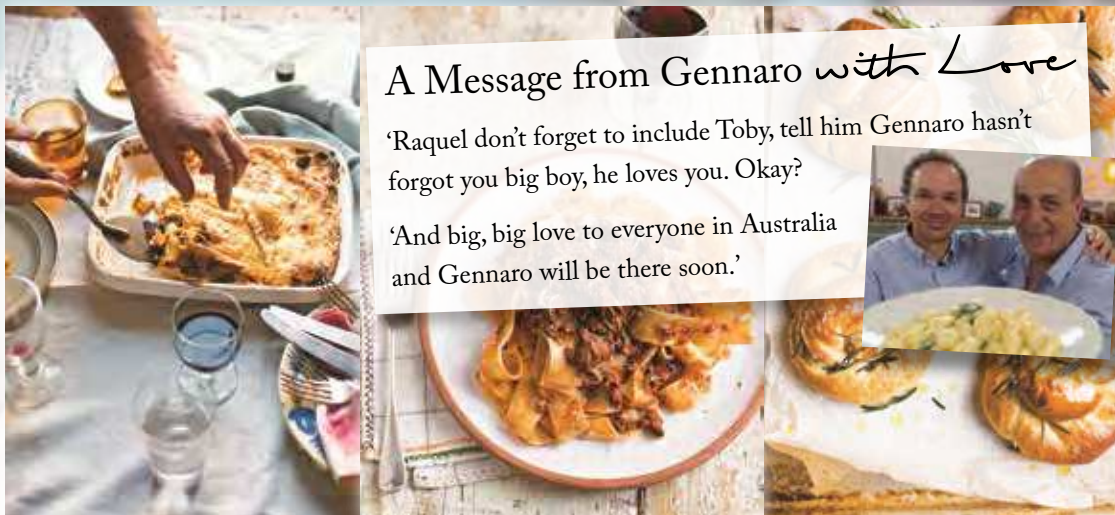 A Message from Gennaro with Love
‘Raquel don’t forget to include Toby, tell him Gennaro hasn’t
forgot you big boy, he loves you. Okay?
‘And big, big love to everyone in Australia
and Gennaro will be there soon.’